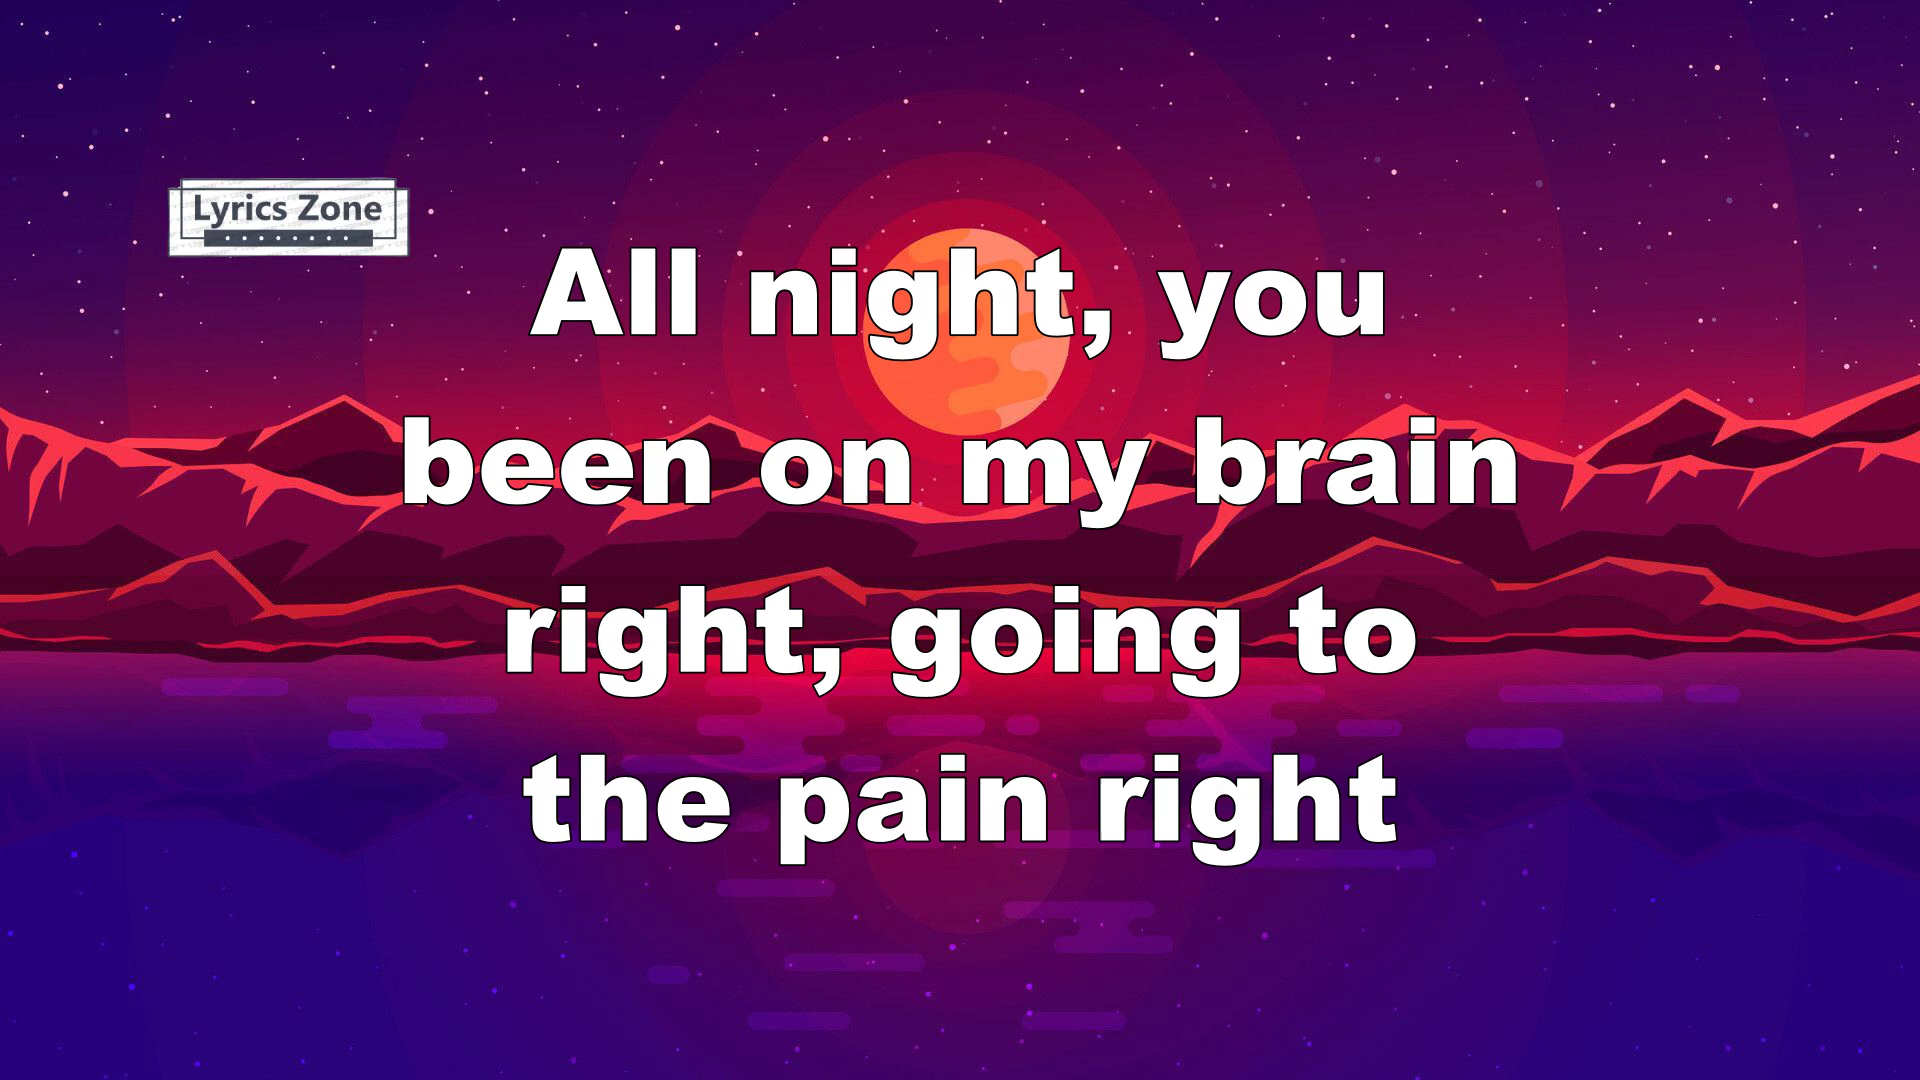 Lyrics Zone
All night, you
been on my brain
right, going to
the pain right